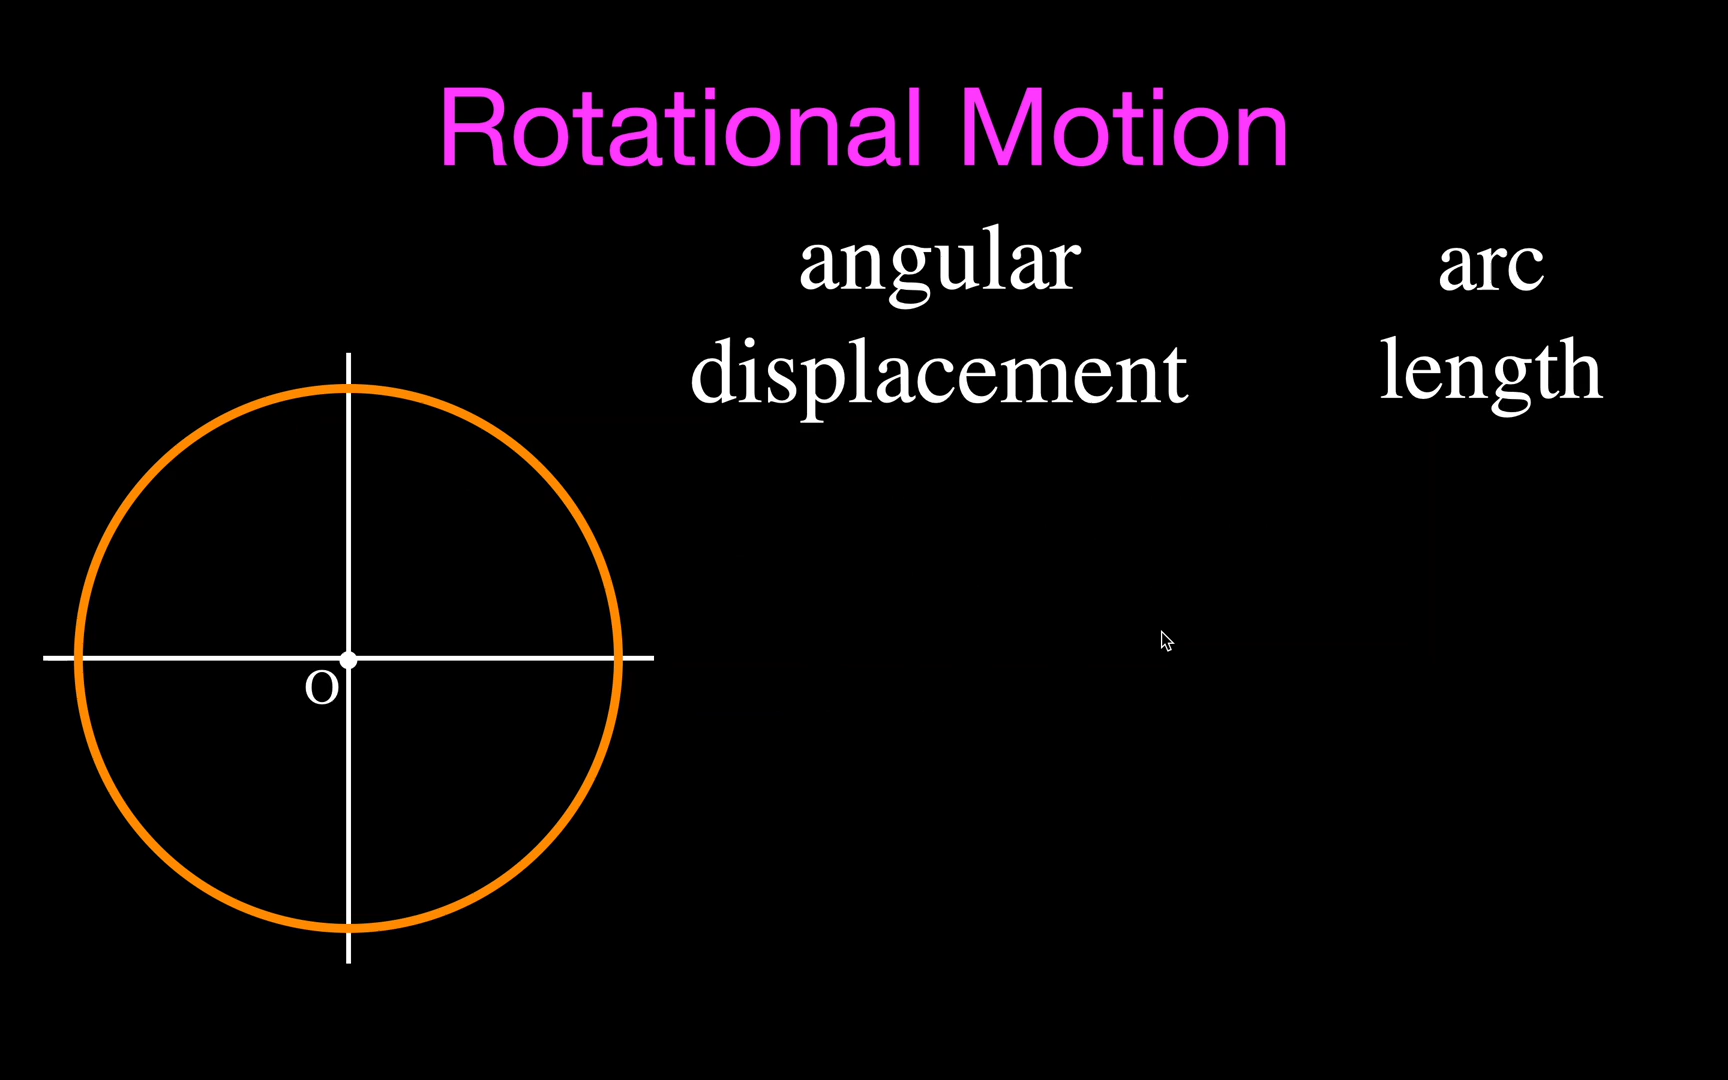 Rotational Motion
angular
displacement
arc
length
O